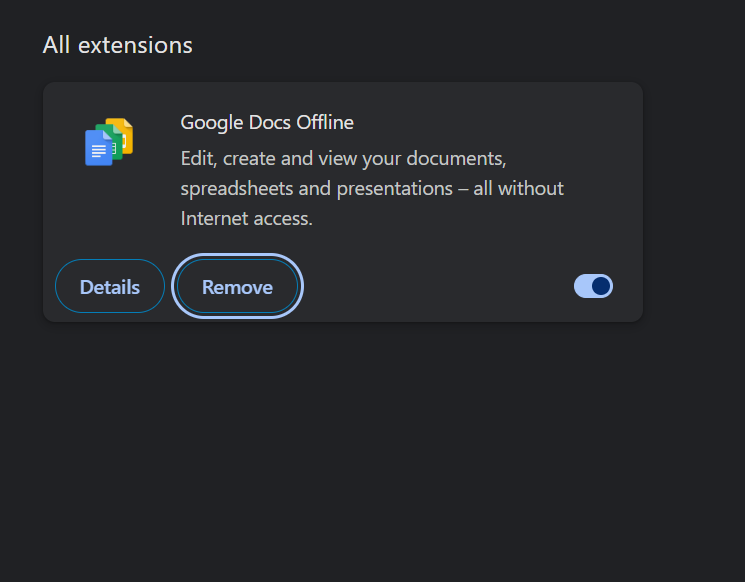 All extensions
Google Docs Offline
Edit, create and view your documents,
spreadsheets and presentations – all without
Internet access.
Details
Remove